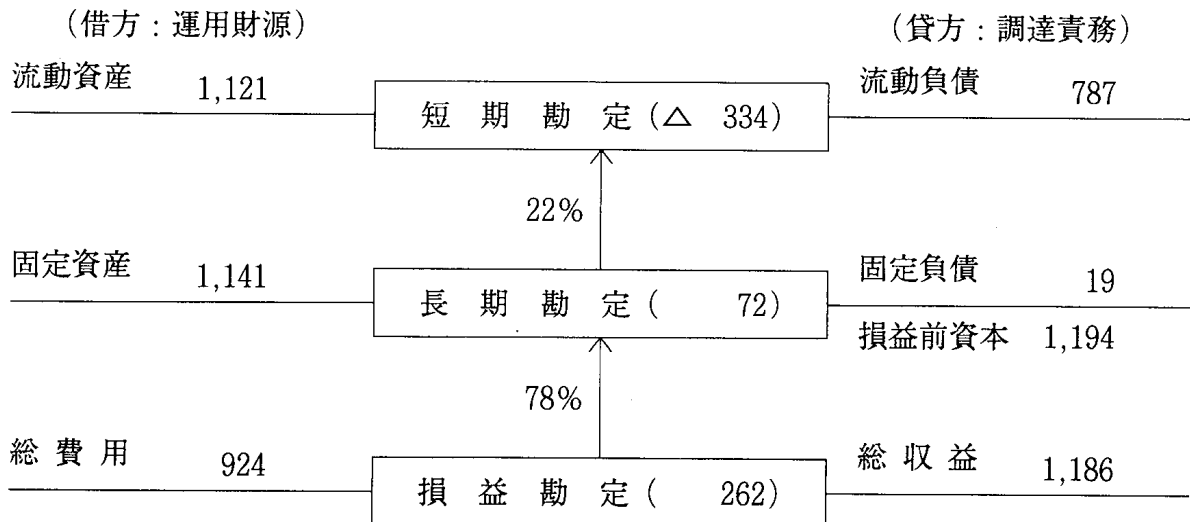 (借方：運用財源) (貸方：調達責務)
流動資産 1,121 短期勘定(△ 334) 流動負債 787
22%
固定資産 1,141 長期勘定( 72) 固定負債 19
損益前資本 1,194
78%
総費用 924 損益勘定( 262) 総収益 1,186